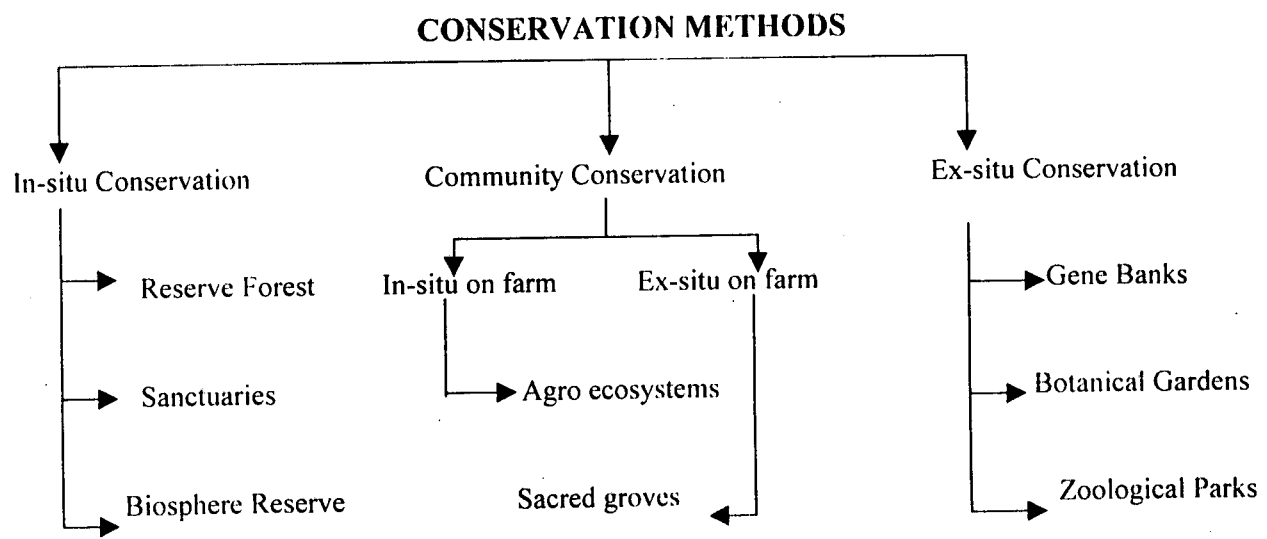 CONSERVATION METHODS
In-situ Conservation
Community Conservation
Ex-situ Conservation
Reserve Forest
In-situ on farm
Ex-situ on farm
Gene Banks
Sanctuaries
Agro ecosystems
Botanical Gardens
Biosphere Reserve
Sacred groves
Zoological Parks